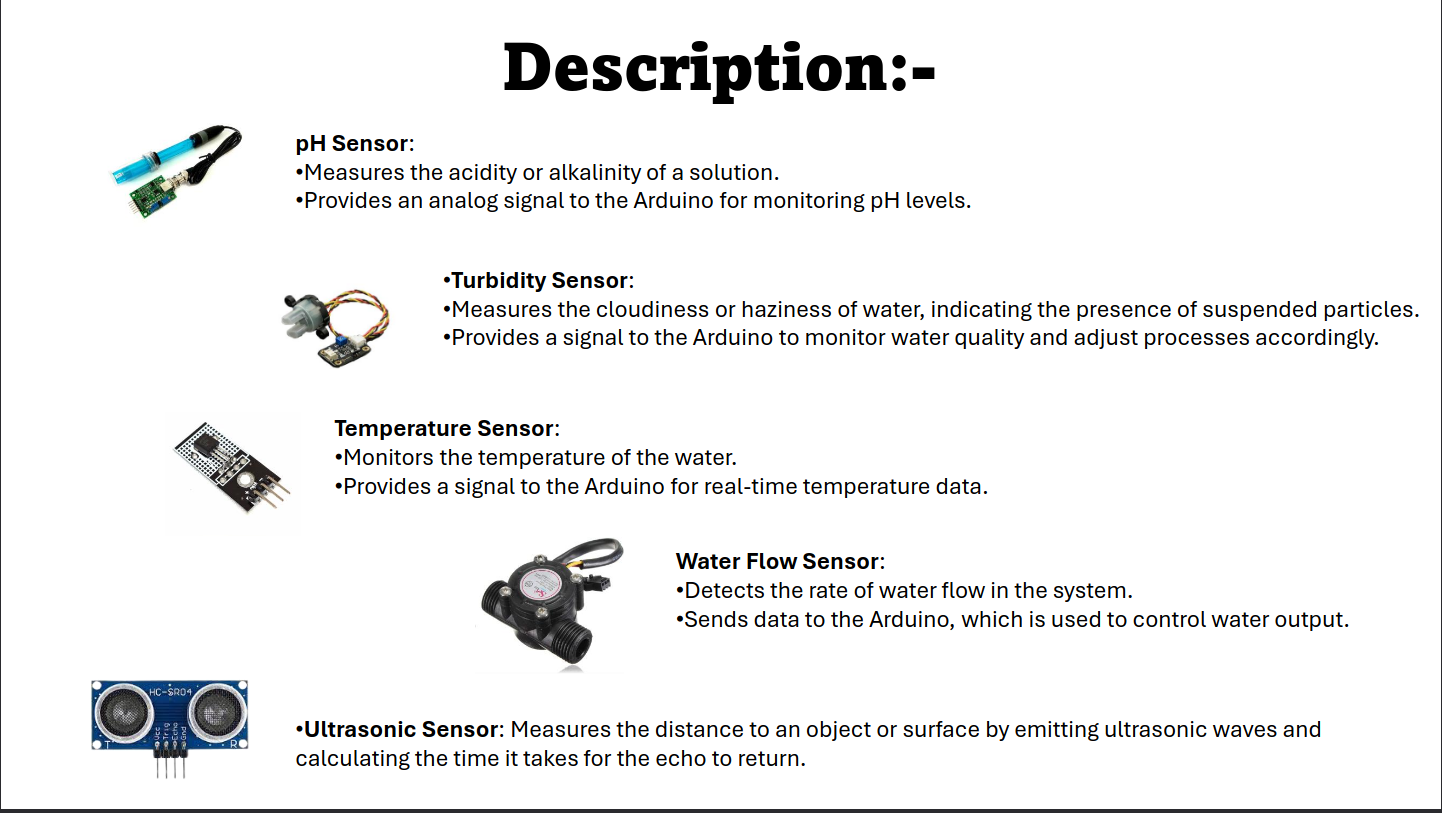 Description:-
pH Sensor:
•Measures the acidity or alkalinity of a solution.
•Provides an analog signal to the Arduino for monitoring pH levels.
•Turbidity Sensor:
•Measures the cloudiness or haziness of water, indicating the presence of suspended particles.
•Provides a signal to the Arduino to monitor water quality and adjust processes accordingly.
Temperature Sensor:
•Monitors the temperature of the water.
•Provides a signal to the Arduino for real-time temperature data.
Water Flow Sensor:
•Detects the rate of water flow in the system.
•Sends data to the Arduino, which is used to control water output.
HC-SR04
Vcc
Trig
Echo
Gnd
T
R
•Ultrasonic Sensor: Measures the distance to an object or surface by emitting ultrasonic waves and
calculating the time it takes for the echo to return.